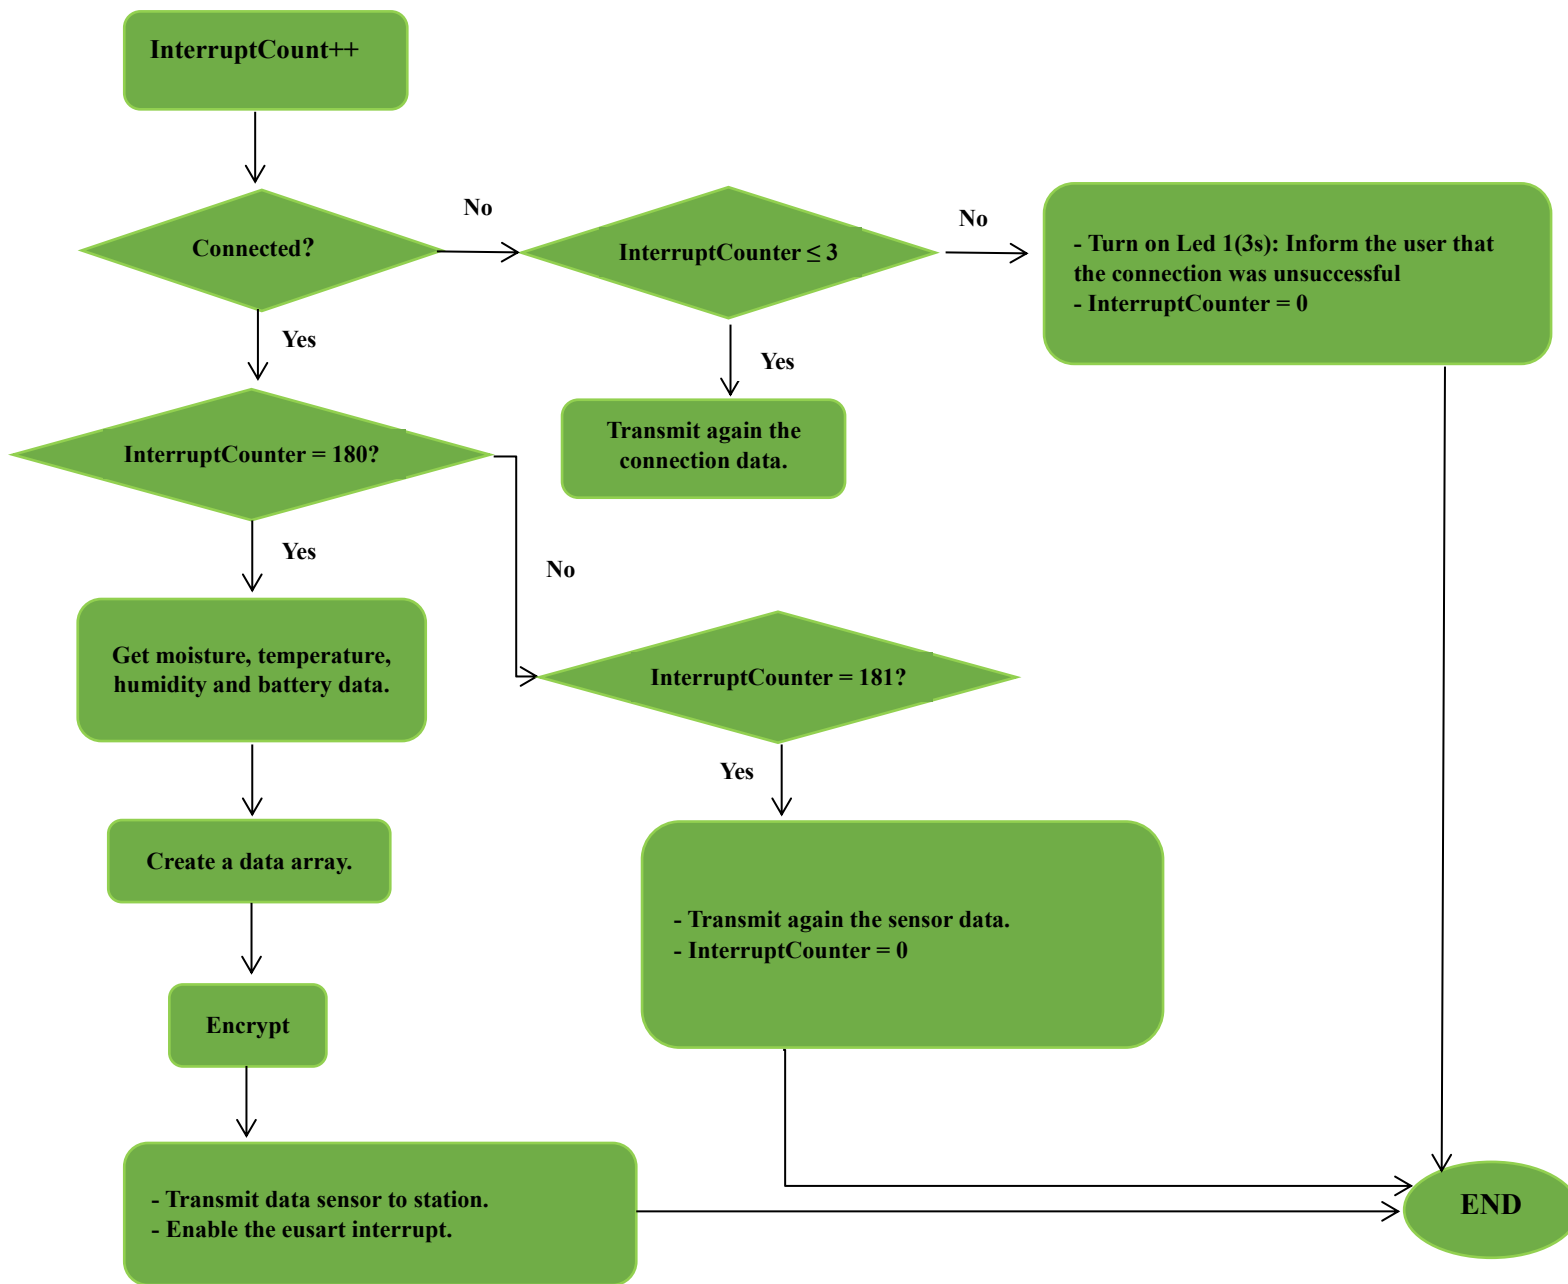 InterruptCount++
Connected?
No
InterruptCounter ≤ 3
No
- Turn on Led 1(3s): Inform the user that
the connection was unsuccessful
- InterruptCounter = 0
Yes
Yes
Transmit again the
connection data.
InterruptCounter = 180?
Yes
No
Get moisture, temperature,
humidity and battery data.
InterruptCounter = 181?
Yes
Create a data array.
- Transmit again the sensor data.
- InterruptCounter = 0
Encrypt
- Transmit data sensor to station.
- Enable the eusart interrupt.
END